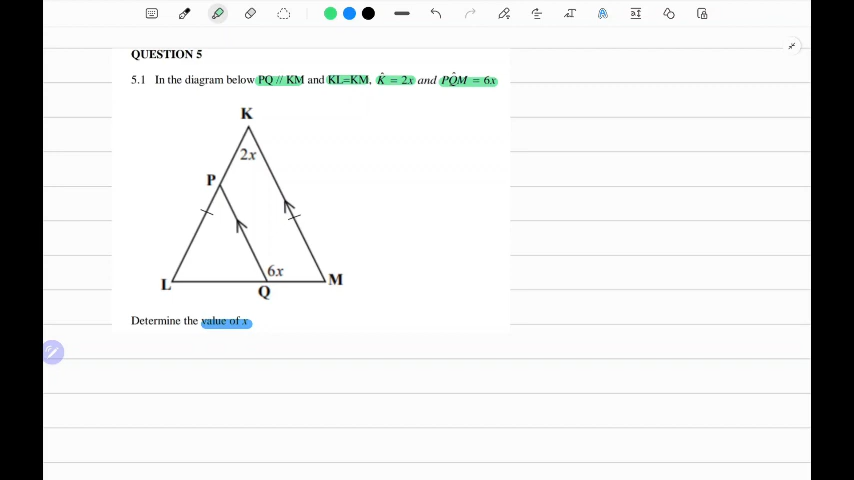 QUESTION 5
5.1 In the diagram below PQ // KM and KL=KM, K̂ = 2x and PQ̂M = 6x
K
2x
P
6x
L
M
Q
Determine the value of x